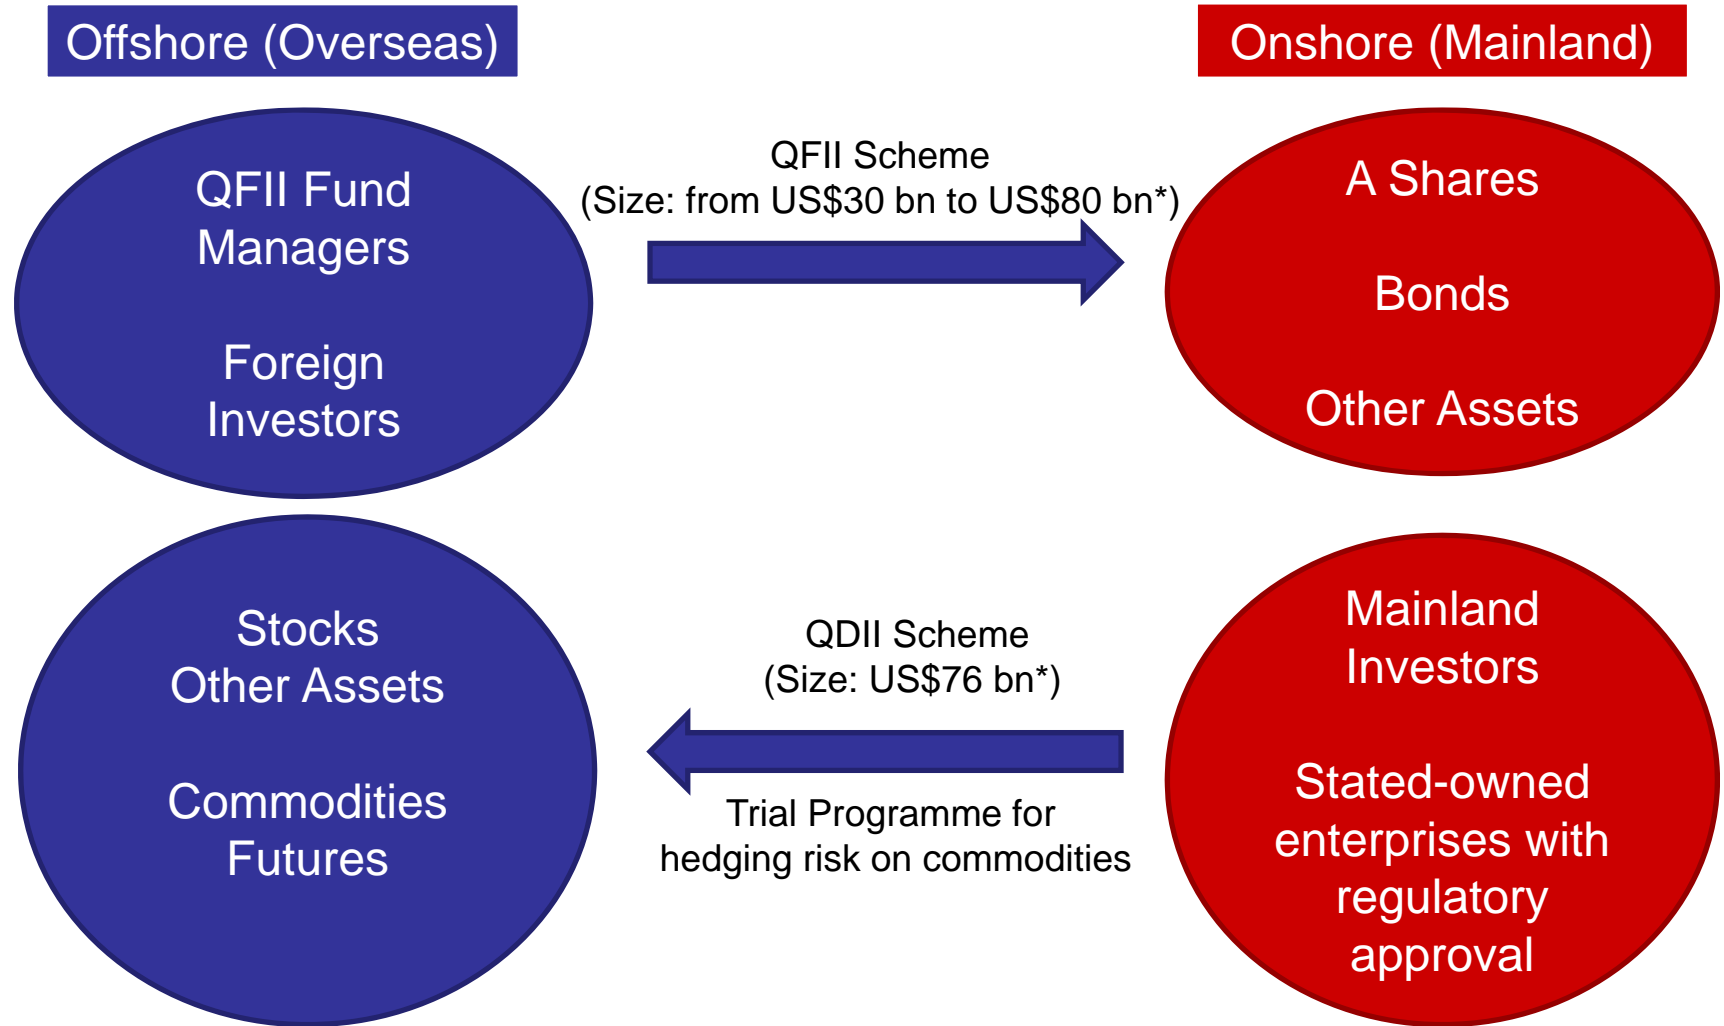 Offshore (Overseas)
Onshore (Mainland)
QFII Fund
Managers
Foreign
Investors
QFII Scheme
(Size: from US$30 bn to US$80 bn*)
A Shares
Bonds
Other Assets
Stocks
Other Assets
Commodities
Futures
QDII Scheme
(Size: US$76 bn*)
Trial Programme for
hedging risk on commodities
Mainland
Investors
Stated-owned
enterprises with
regulatory
approval